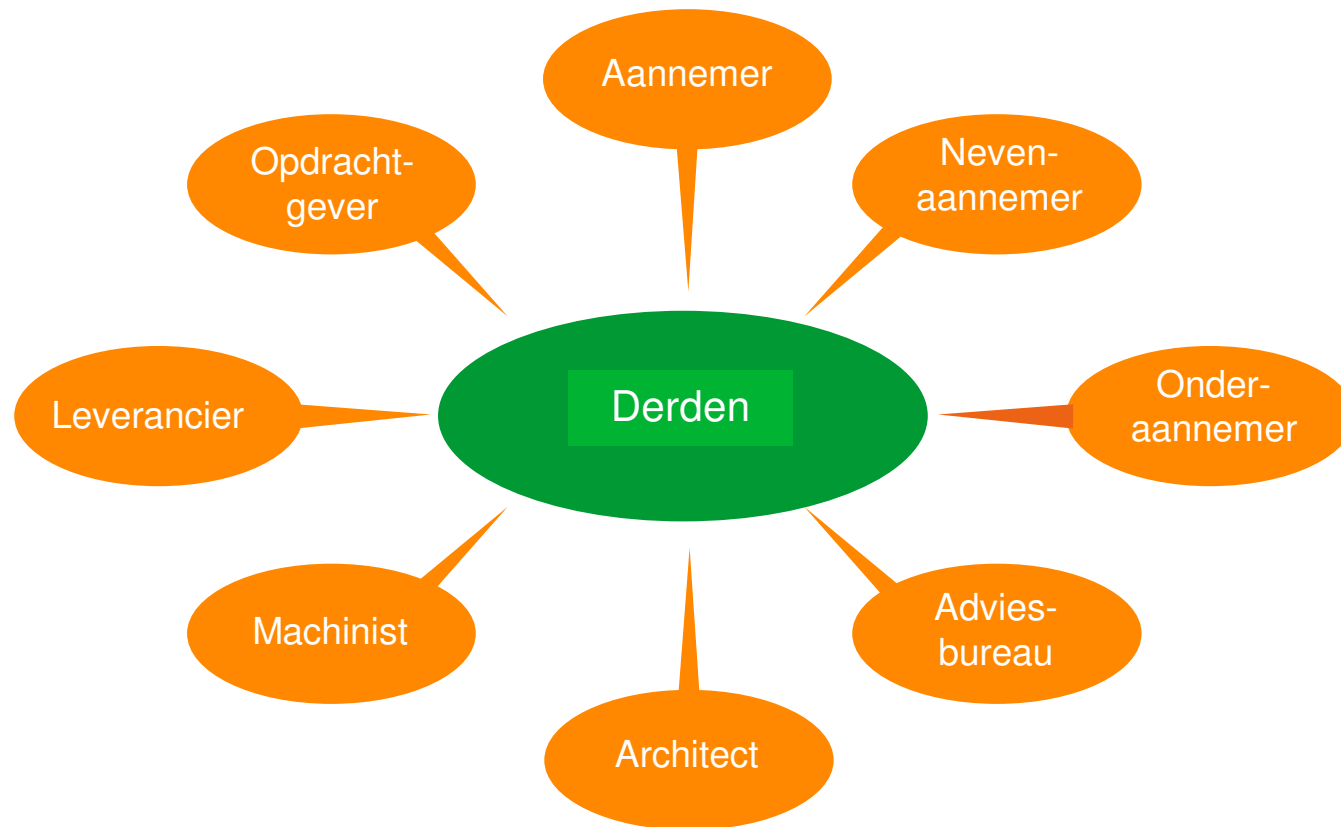 Aannemer
Opdracht-
gever
Neven-
aannemer
Leverancier
Derden
Onder-
aannemer
Machinist
Advies-
bureau
Architect